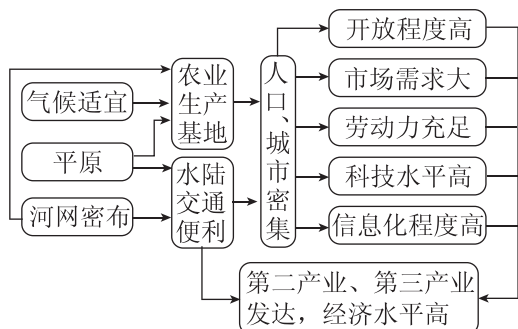 气候适宜
平原
河网密布
农业
生产
基地
水陆
交通
便利
人口、城市密集
开放程度高
市场需求大
劳动力充足
科技水平高
信息化程度高
第二产业、第三产业
发达，经济水平高